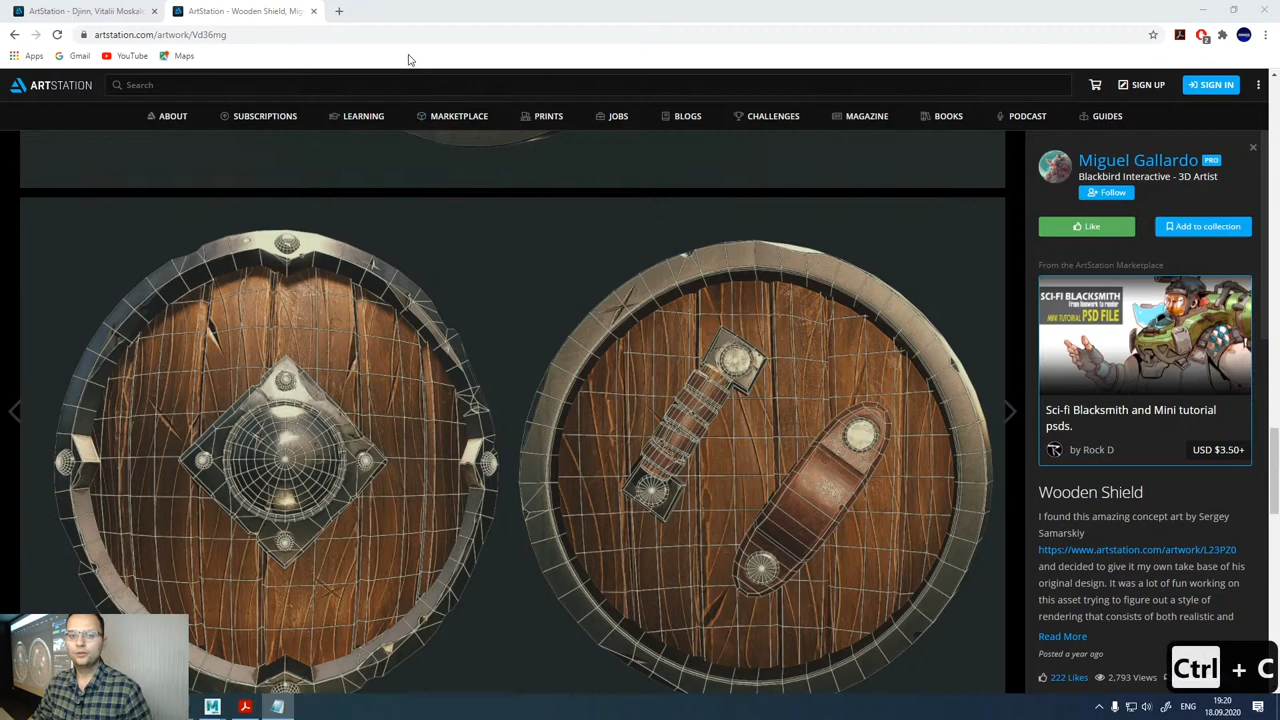 ArtStation - Djinn, Vitalii Moskale
ArtStation - Wooden Shield, Mig
artstation.com/artwork/Vd36mg
Apps
Gmail
YouTube
Maps
ARTSTATION
Search
SIGN UP
SIGN IN
ABOUT
SUBSCRIPTIONS
LEARNING
MARKETPLACE
PRINTS
JOBS
BLOGS
CHALLENGES
MAGAZINE
BOOKS
PODCAST
GUIDES
Miguel Gallardo PRO
Blackbird Interactive - 3D Artist
Follow
Like
Add to collection
From the ArtStation Marketplace
SCI-FI BLACKSMITH
MINI TUTORIAL PSD FILE
Sci-fi Blacksmith and Mini tutorial
psds.
by Rock D
USD $3.50+
Wooden Shield
I found this amazing concept art by Sergey
Samarskiy
https://www.artstation.com/artwork/L23PZ0
and decided to give it my own take base of his
original design. It was a lot of fun working on
this asset trying to figure out a style of
rendering that consists of both realistic and
Read More
Posted a year ago
222 Likes
2,793 Views
Ctrl + C
ENG
19:20
18.09.2020